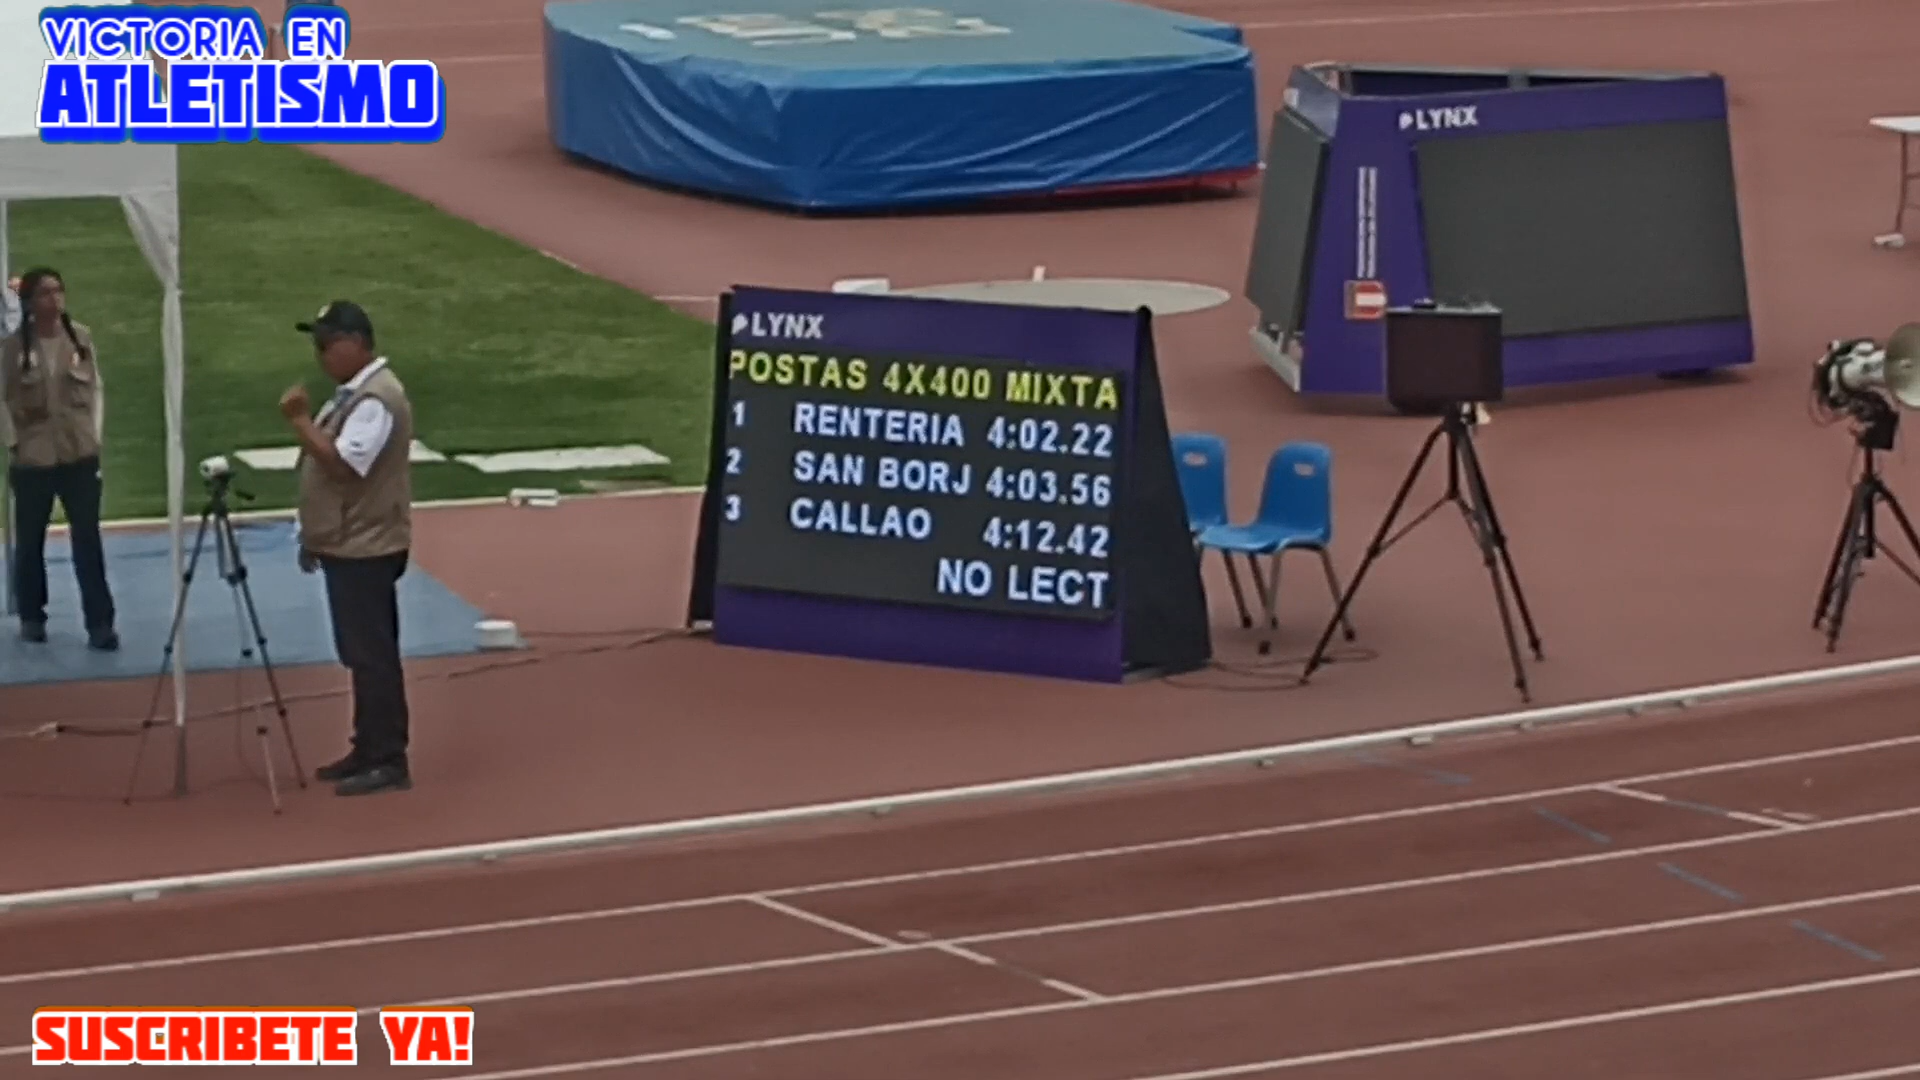 VICTORIA EN
ATLETISMO
LYNX
LYNX
POSTAS 4X400 MIXTA
1 RENTERIA 4:02.22
2 SAN BORJ 4:03.56
3 CALLAO 4:12.42
NO LECT
SUSCRIBETE YA!